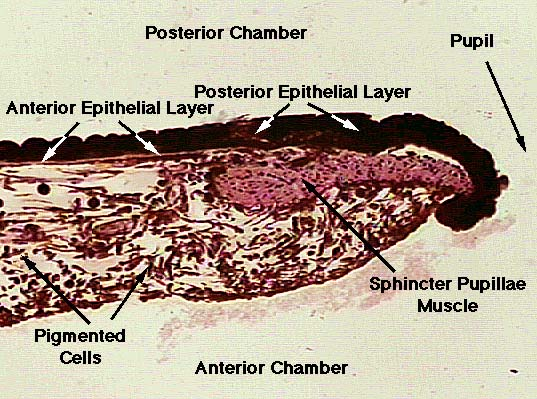 Posterior Chamber
Pupil
Posterior Epithelial Layer
Anterior Epithelial Layer
Sphincter Pupillae
Muscle
Pigmented
Cells
Anterior Chamber